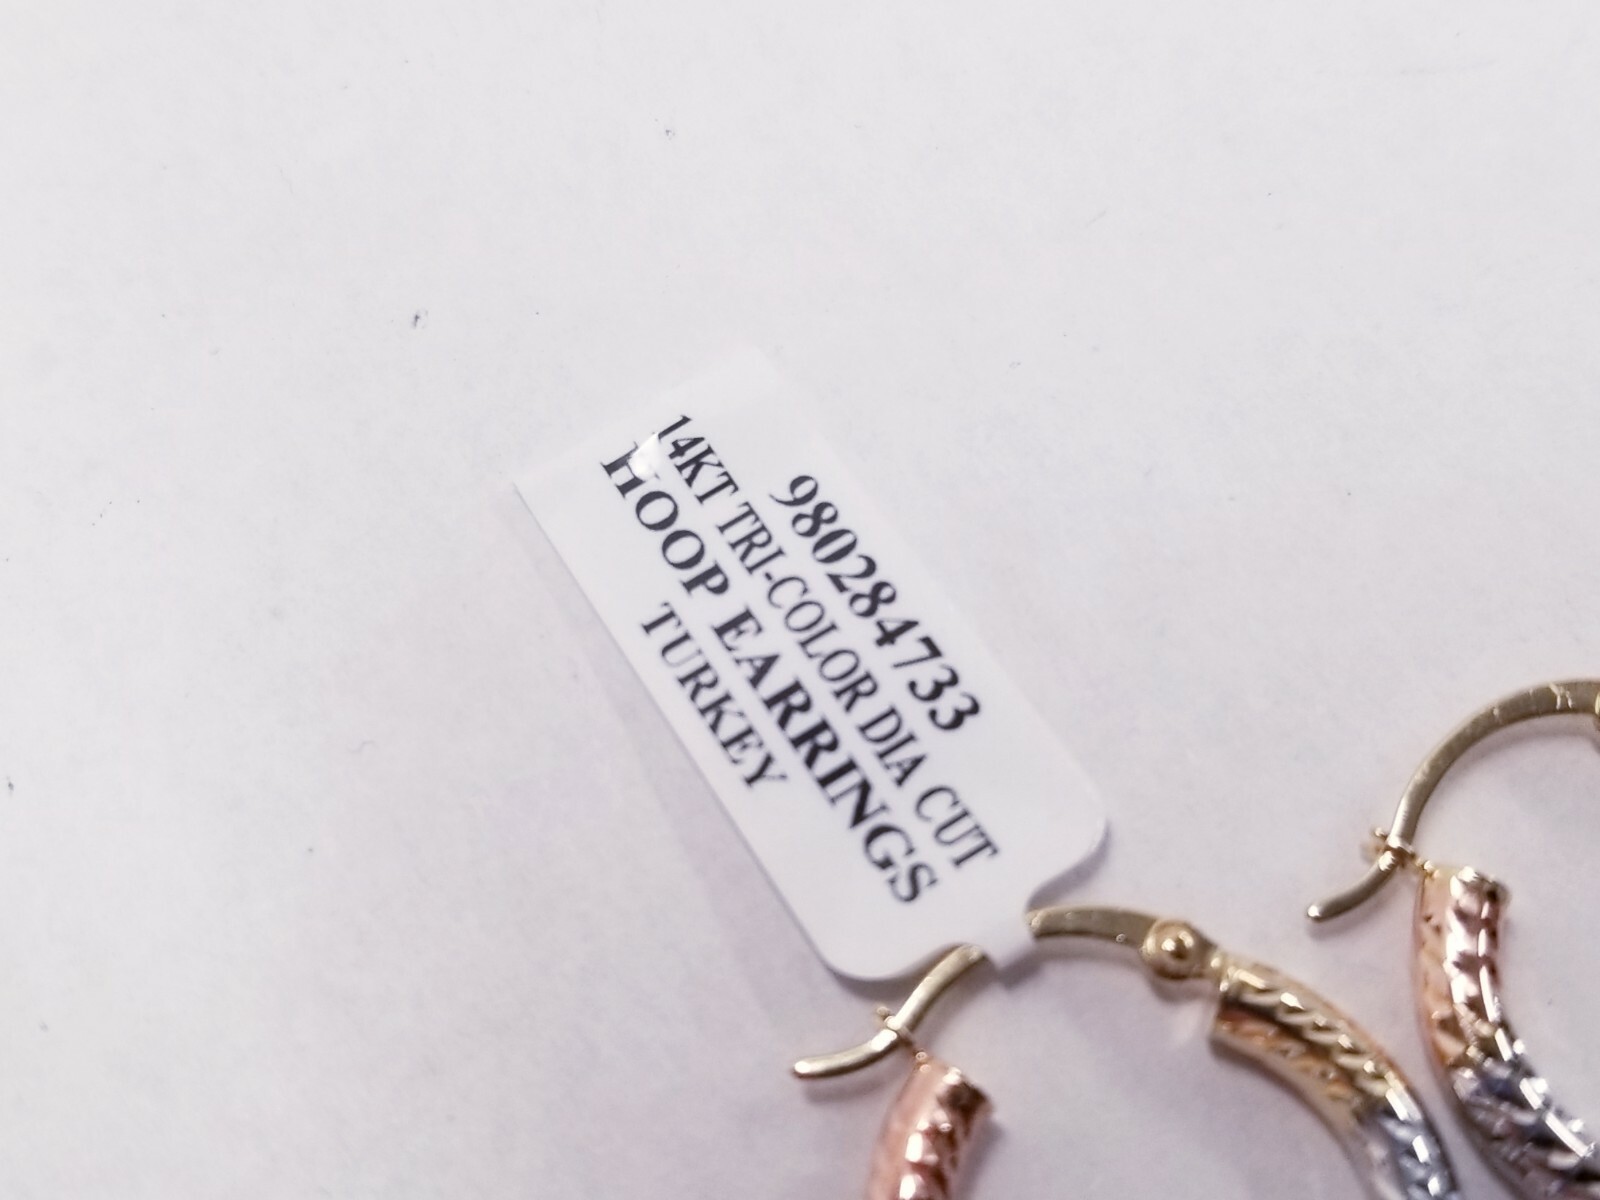 980284733
14KT TRI-COLOR DIA CUT
HOOP EARRINGS
TURKEY